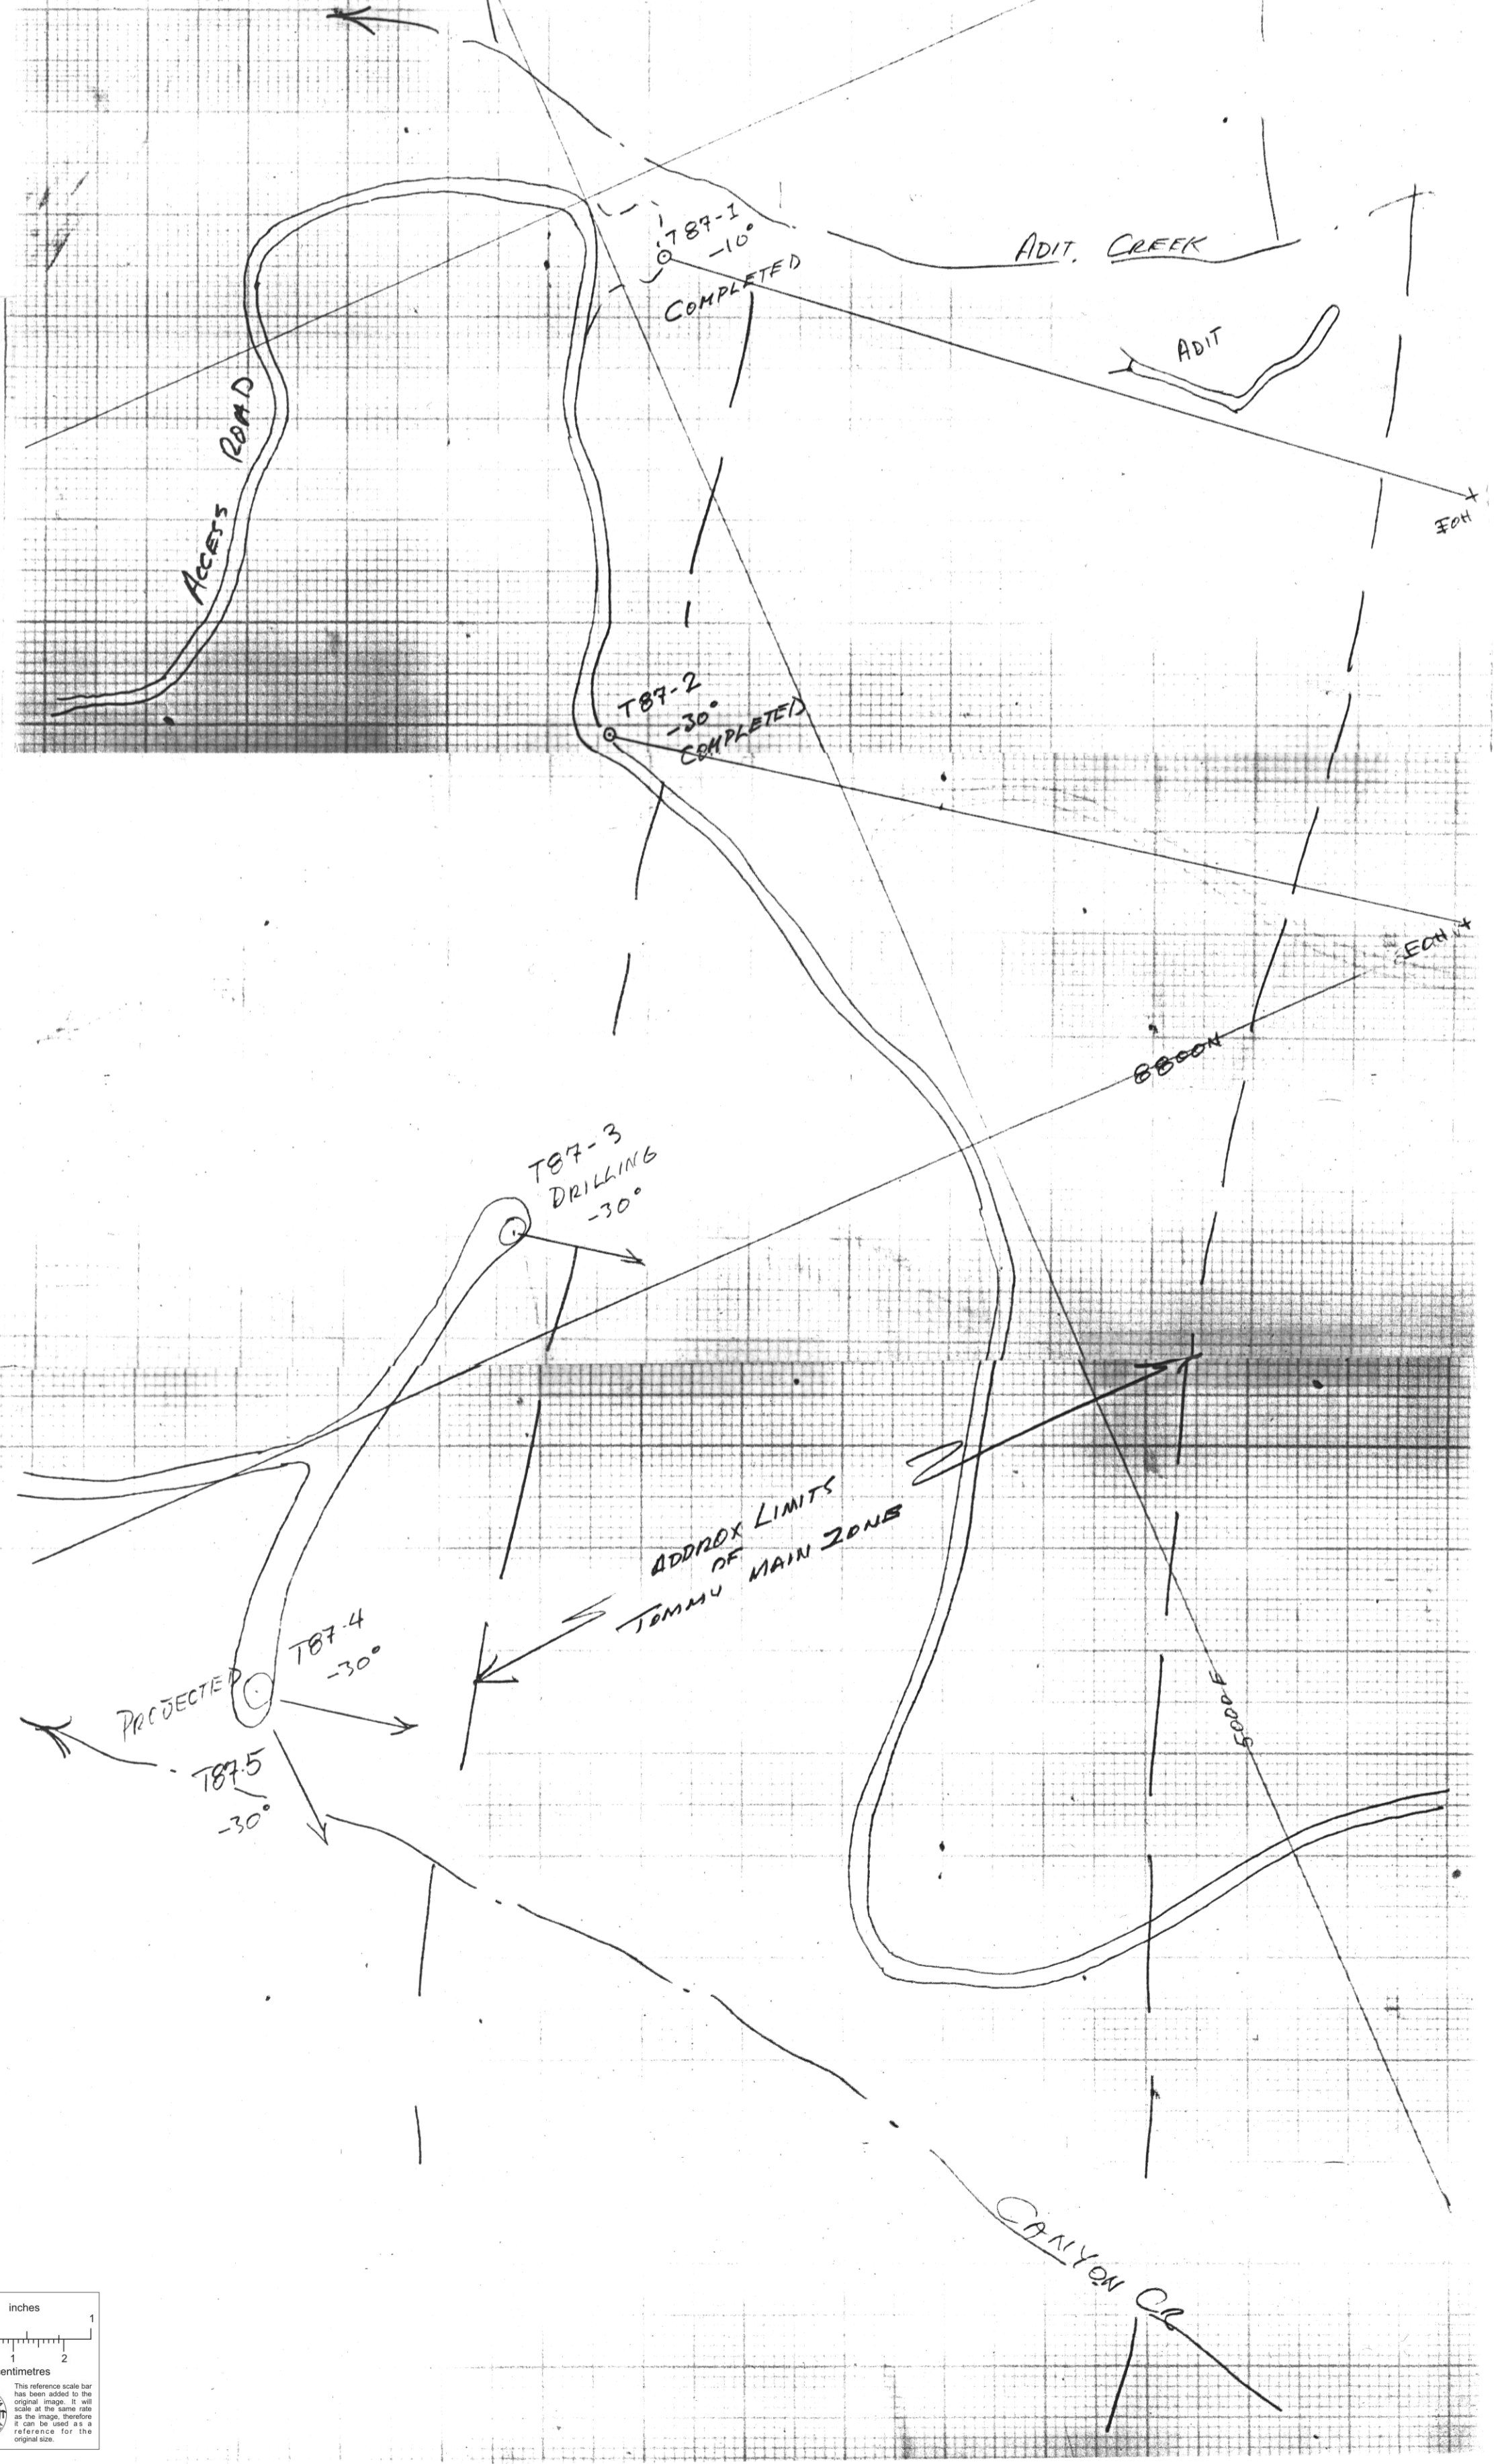 T87-1
-10°
COMPLETED
ADIT. CREEK
ADIT
EOH
ACCESS ROAD
T87-2
-30°
COMPLETED
EOH
8800N
T87-3
DRILLING
-30°
ADDROX LIMITS
OF
TOMMY MAIN ZONE
T87-4
-30°
PROJECTED
T87.5
-30°
5000E
CANYON CR
inches
1
1 2
entimetres
This reference scale bar
has been added to the
original image. It will
scale at the same rate
as the image, therefore
it can be used as a
reference for the
original size.